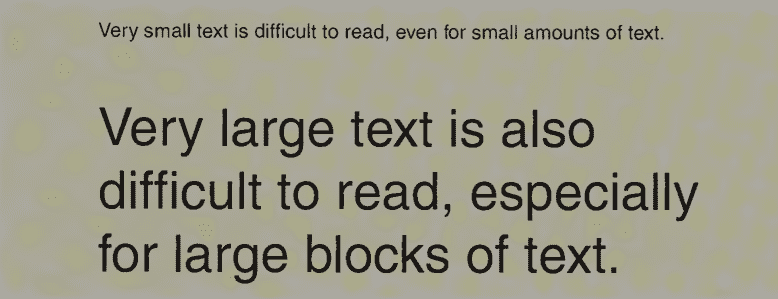 Very small text is difficult to read, even for small amounts of text.
Very large text is also
difficult to read, especially
for large blocks of text.